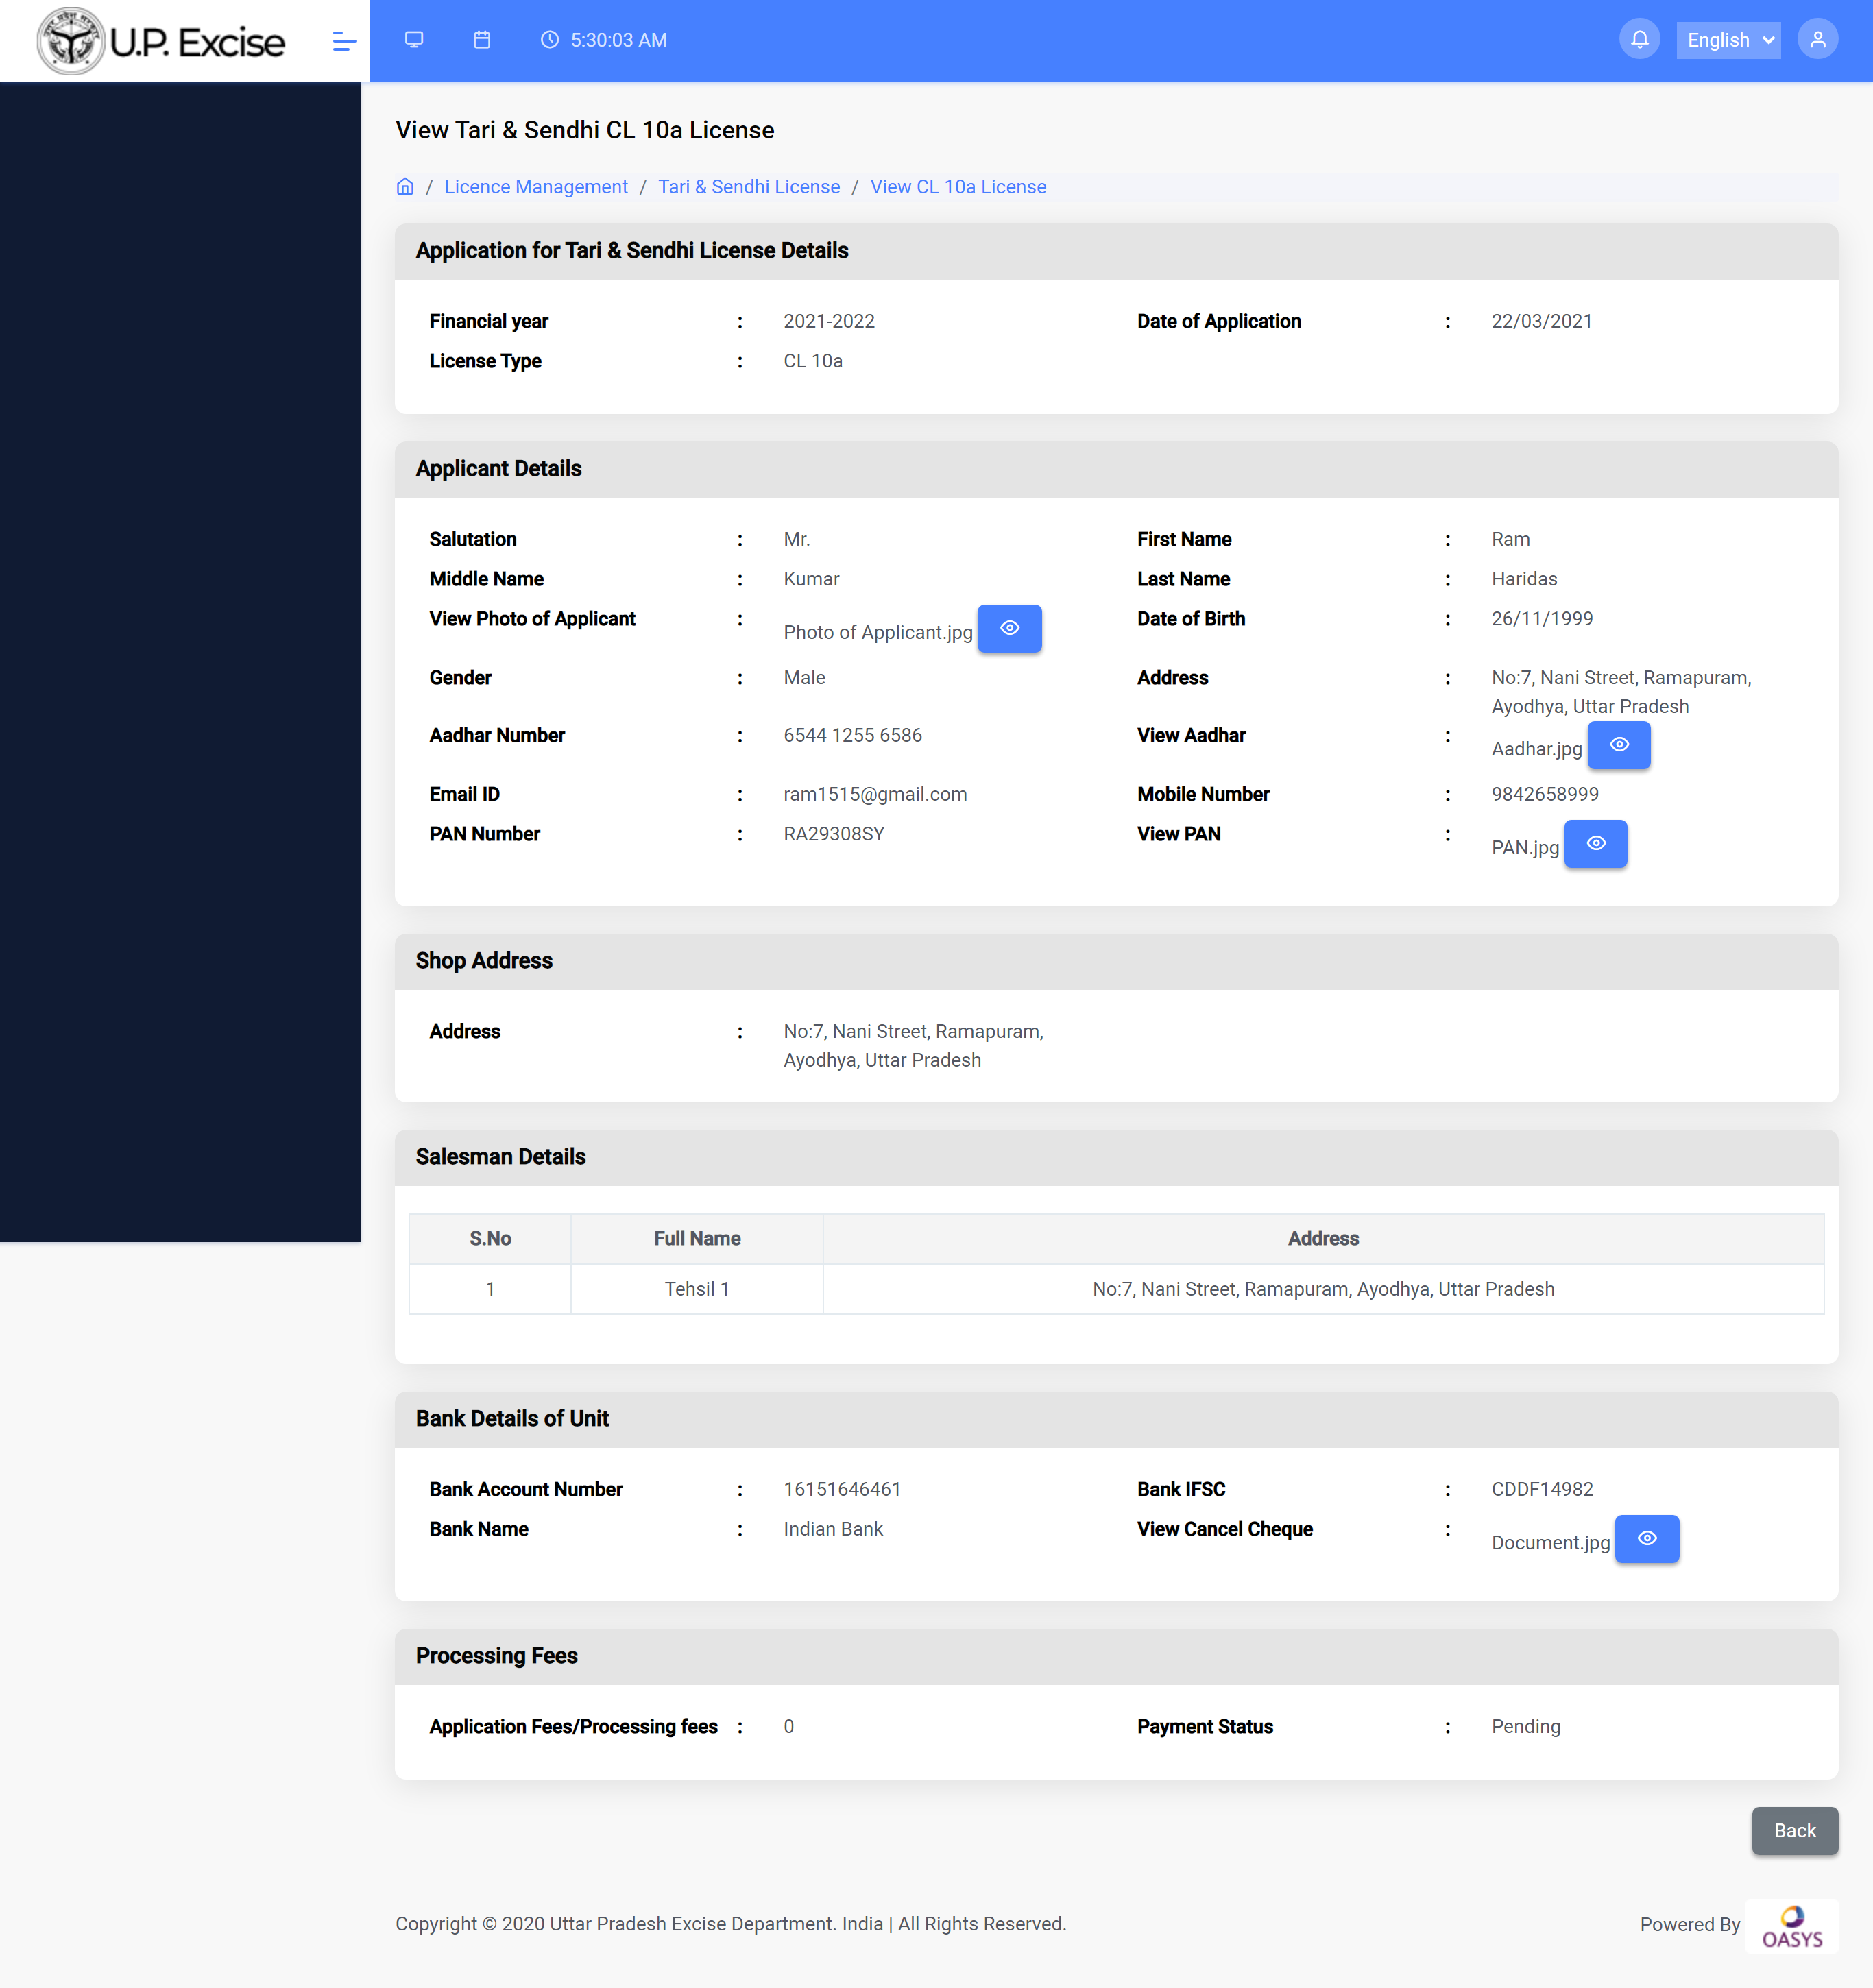 U.P. Excise
5:30:03 AM
English
View Tari & Sendhi CL 10a License
/ Licence Management / Tari & Sendhi License / View CL 10a License
Application for Tari & Sendhi License Details
Financial year : 2021-2022 Date of Application : 22/03/2021
License Type : CL 10a
Applicant Details
Salutation : Mr. First Name : Ram
Middle Name : Kumar Last Name : Haridas
View Photo of Applicant : Photo of Applicant.jpg Date of Birth : 26/11/1999
Gender : Male Address : No:7, Nani Street, Ramapuram,
Ayodhya, Uttar Pradesh
Aadhar Number : 6544 1255 6586 View Aadhar : Aadhar.jpg
Email ID : ram1515@gmail.com Mobile Number : 9842658999
PAN Number : RA29308SY View PAN : PAN.jpg
Shop Address
Address : No:7, Nani Street, Ramapuram,
Ayodhya, Uttar Pradesh
Salesman Details
S.No Full Name Address
1 Tehsil 1 No:7, Nani Street, Ramapuram, Ayodhya, Uttar Pradesh
Bank Details of Unit
Bank Account Number : 16151646461 Bank IFSC : CDDF14982
Bank Name : Indian Bank View Cancel Cheque : Document.jpg
Processing Fees
Application Fees/Processing fees : 0 Payment Status : Pending
Back
Copyright © 2020 Uttar Pradesh Excise Department. India | All Rights Reserved. Powered By OASYS